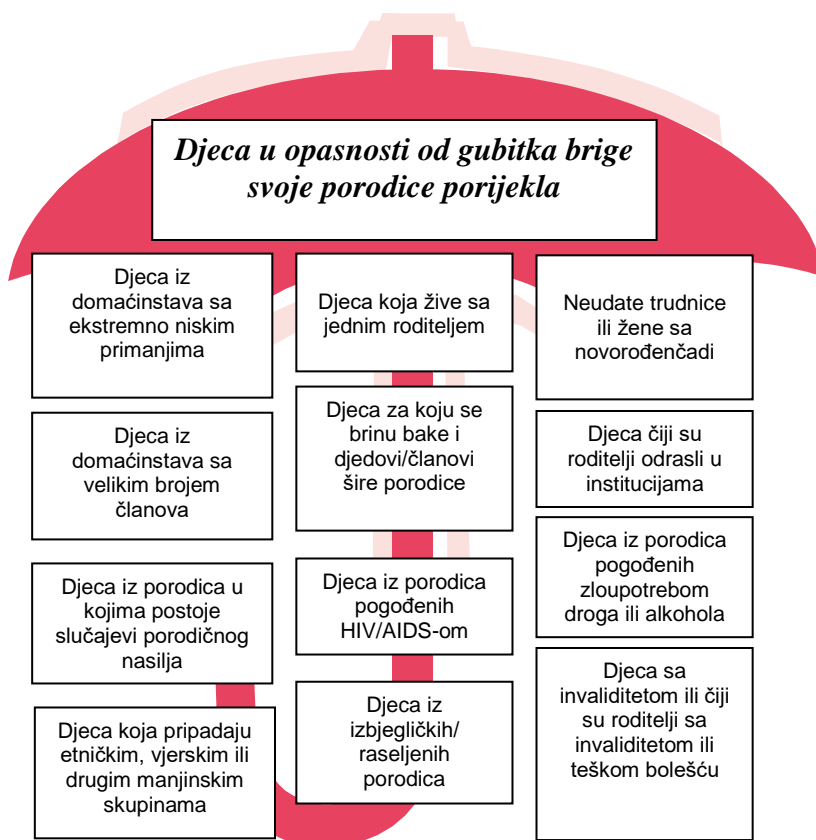 Djeca u opasnosti od gubitka brige
svoje porodice porijekla
Djeca iz
domaćinstava sa
ekstremno niskim
primanjima
Djeca koja žive sa
jednim roditeljem
Neudate trudnice
ili žene sa
novorođenčadi
Djeca iz
domaćinstava sa
velikim brojem
članova
Djeca za koju se
brinu bake i
djedovi/članovi
šire porodice
Djeca čiji su
roditelji odrasli u
institucijama
Djeca iz porodica u
kojima postoje
slučajevi porodičnog
nasilja
Djeca iz porodica
pogođenih
HIV/AIDS-om
Djeca iz porodica
pogođenih
zloupotrebom
droga ili alkohola
Djeca koja pripadaju
etničkim, vjerskim ili
drugim manjinskim
skupinama
Djeca iz
izbjegličkih/
raseljenih
porodica
Djeca sa
invaliditetom ili čiji
su roditelji sa
invaliditetom ili
teškom bolešću